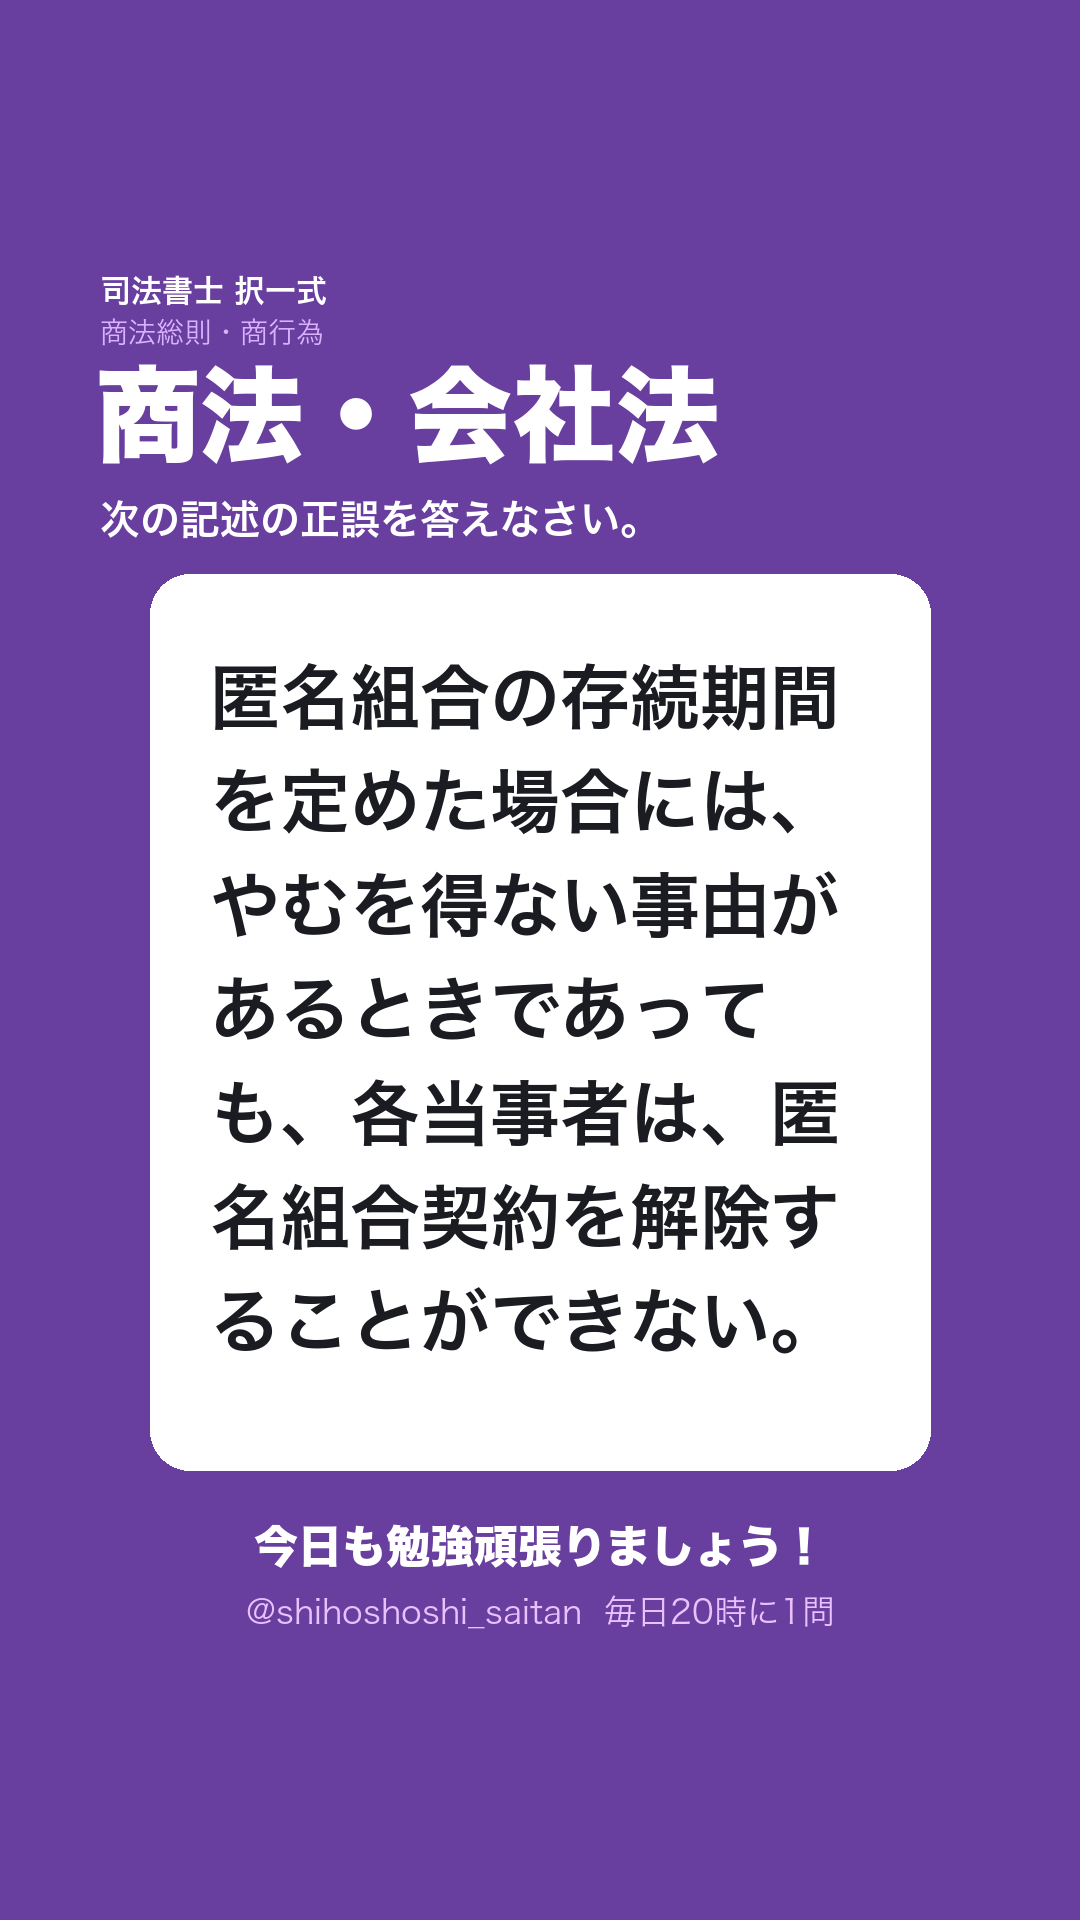 司法書士 択一式
商法総則・商行為
商法・会社法
次の記述の正誤を答えなさい。
匿名組合の存続期間
を定めた場合には、
やむを得ない事由が
あるときであって
も、各当事者は、匿
名組合契約を解除す
ることができない。
今日も勉強頑張りましょう！
@shihoshoshi_saitan 毎日20時に1問